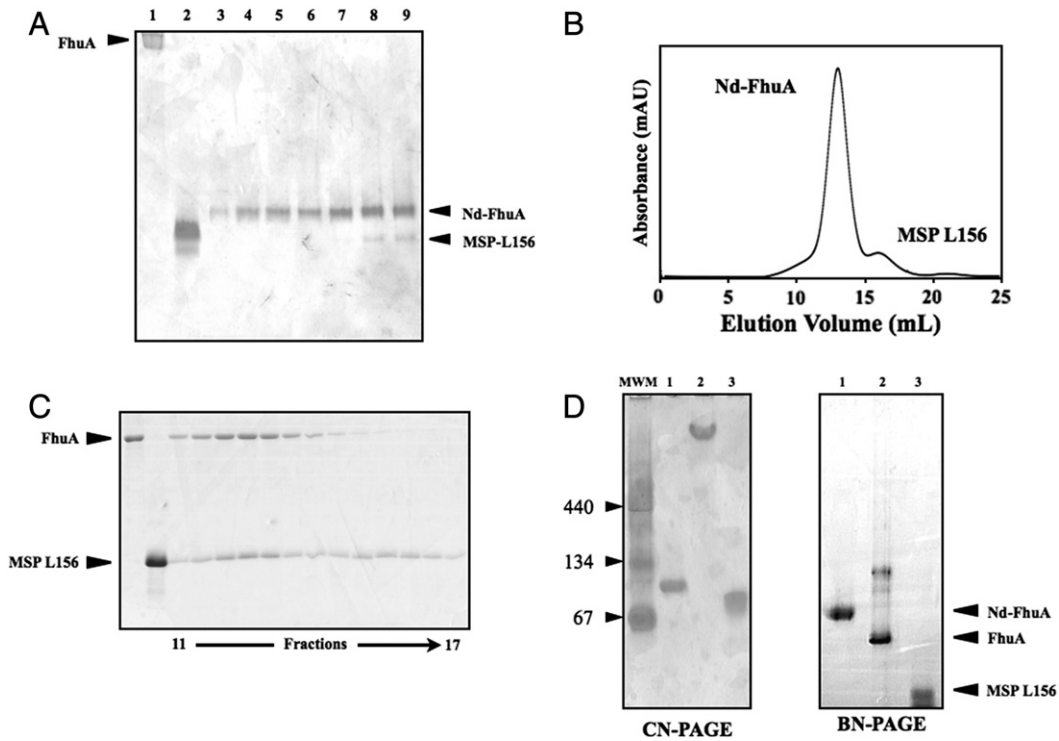 A
1 2 3 4 5 6 7 8 9
FhuA
Nd-FhuA
MSP-L156
B
Nd-FhuA
MSP L156
Absorbance (mAU)
0 5 10 15 20 25
Elution Volume (mL)
C
FhuA
MSP L156
11 Fractions 17
D
MWM 1 2 3
440
134
67
CN-PAGE
1 2 3
Nd-FhuA
FhuA
MSP L156
BN-PAGE